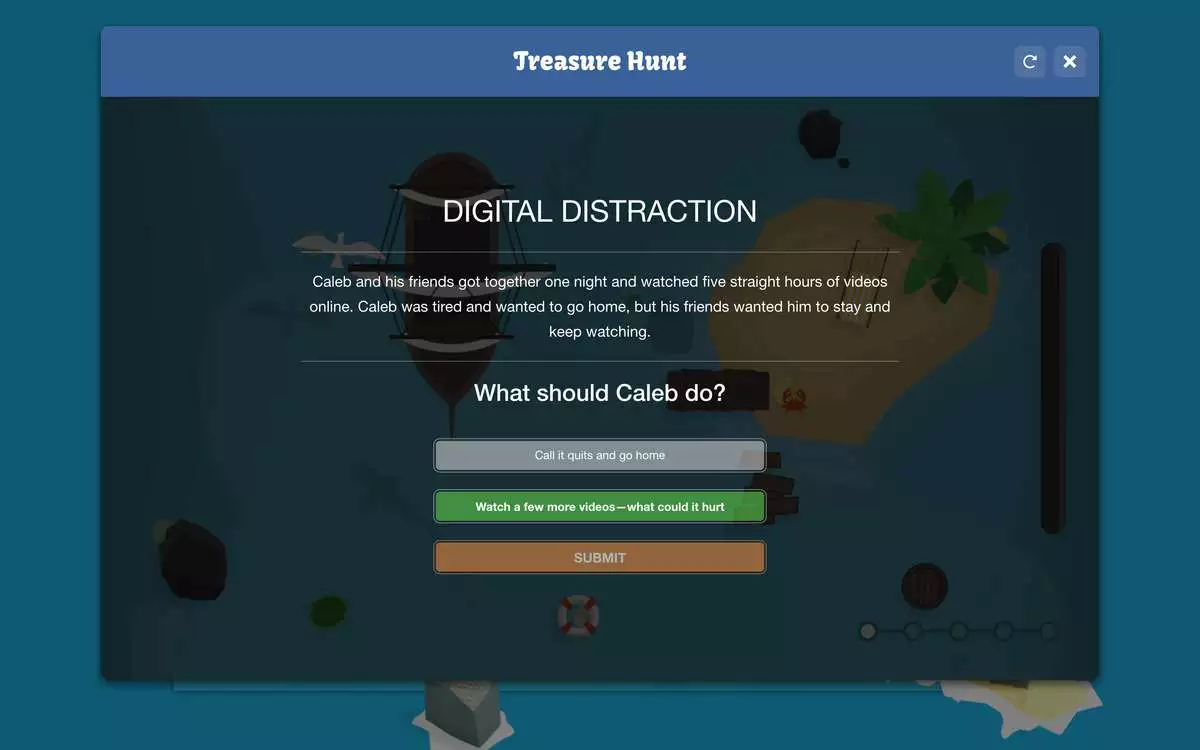 Treasure Hunt
DIGITAL DISTRACTION
Caleb and his friends got together one night and watched five straight hours of videos
online. Caleb was tired and wanted to go home, but his friends wanted him to stay and
keep watching.
What should Caleb do?
Call it quits and go home
Watch a few more videos—what could it hurt
SUBMIT